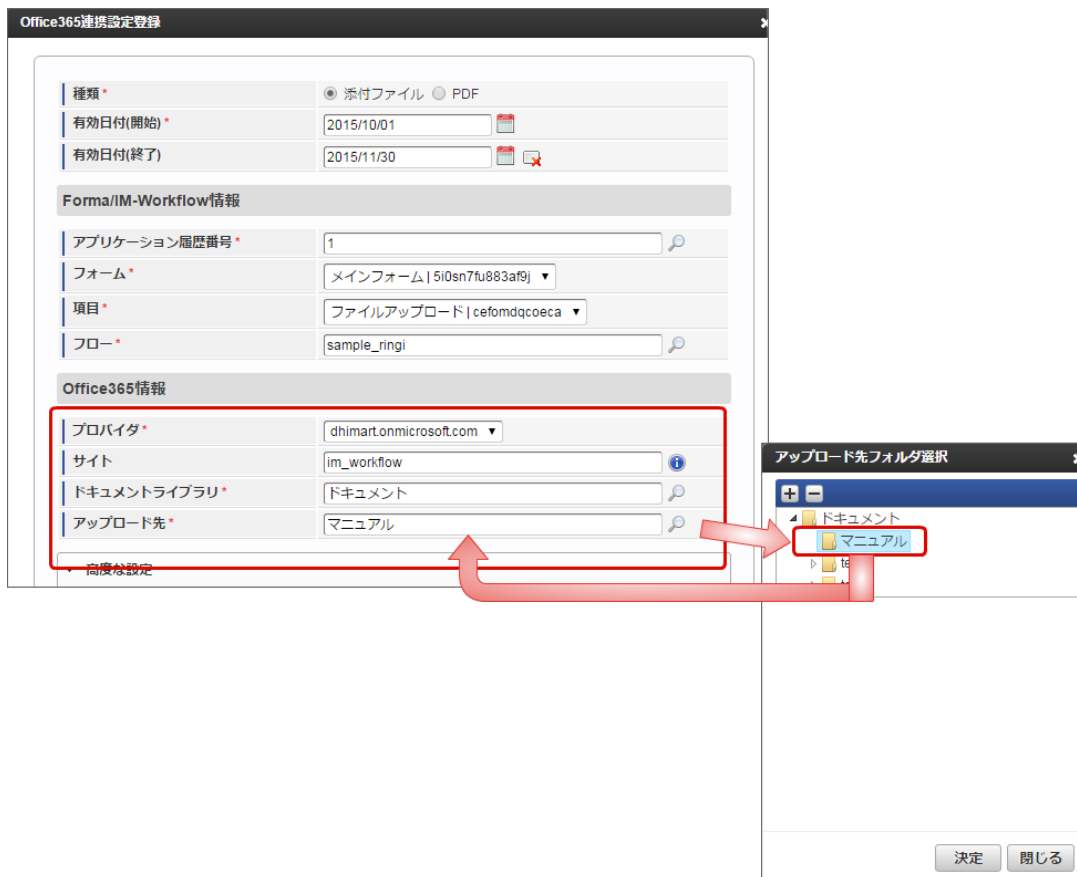 Office365連携設定登録
種類*
添付ファイル PDF
有効日付(開始)*
2015/10/01
有効日付(終了)
2015/11/30
Forma/IM-Workflow情報
アプリケーション履歴番号*
1
フォーム*
メインフォーム | 5i0sn7fu883af9j
項目*
ファイルアップロード | cefomdqcoeca
フロー*
sample_ringi
Office365情報
プロバイダ*
dhimart.onmicrosoft.com
サイト
im_workflow
ドキュメントライブラリ*
ドキュメント
アップロード先*
マニュアル
高度な設定
アップロード先フォルダ選択
ドキュメント
マニュアル
決定 閉じる